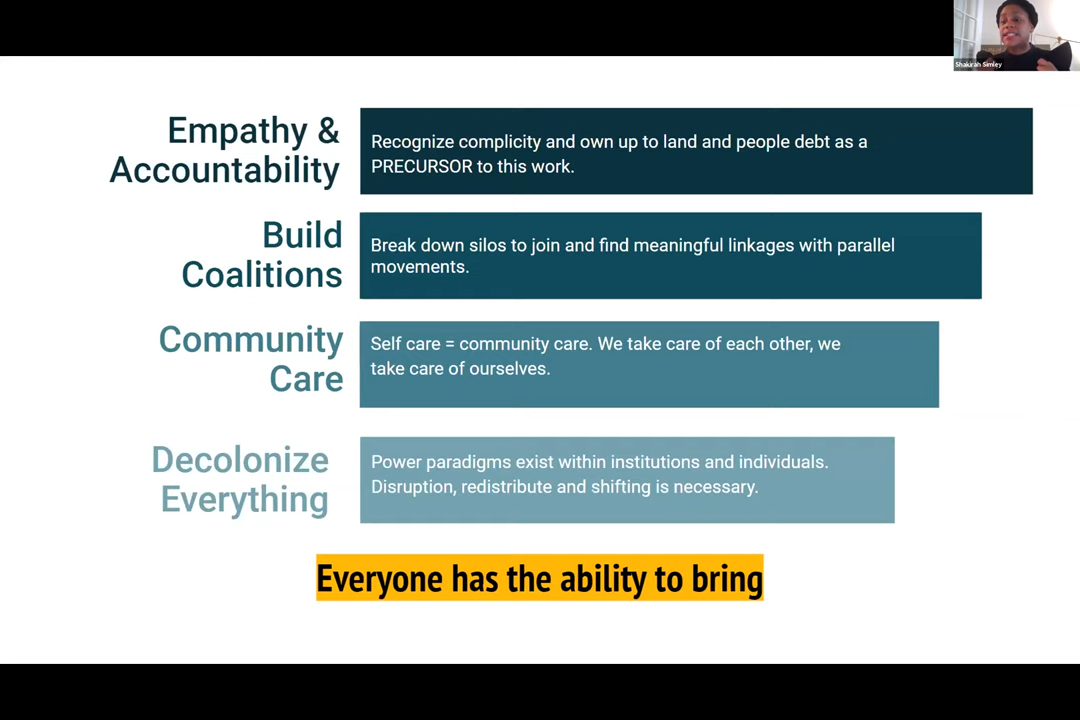 Shakirah Simley
Empathy &
Accountability
Recognize complicity and own up to land and people debt as a
PRECURSOR to this work.
Build
Coalitions
Break down silos to join and find meaningful linkages with parallel
movements.
Community
Care
Self care = community care. We take care of each other, we
take care of ourselves.
Decolonize
Everything
Power paradigms exist within institutions and individuals.
Disruption, redistribute and shifting is necessary.
Everyone has the ability to bring